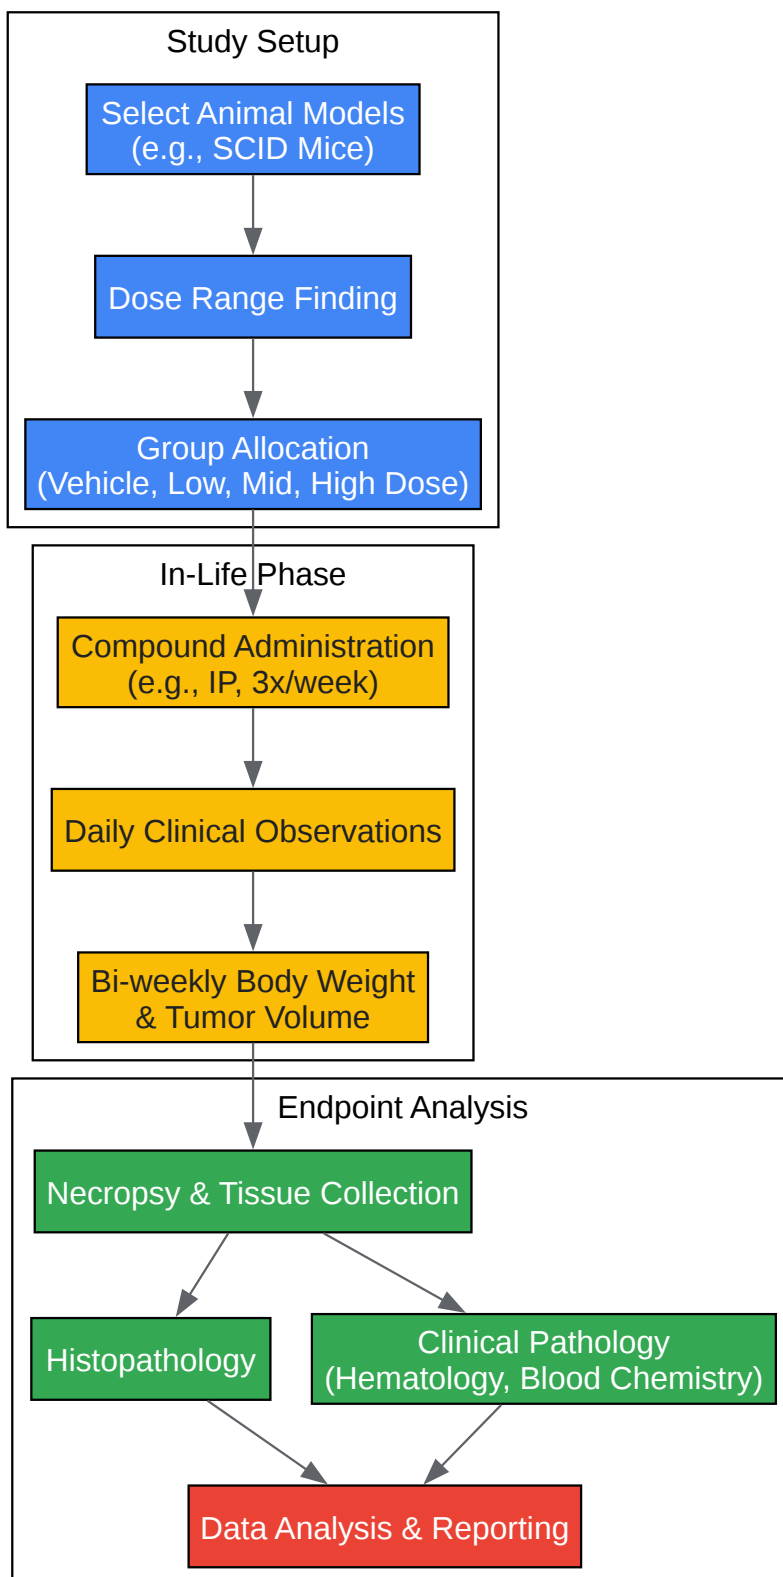 Study Setup
Select Animal Models
(e.g., SCID Mice)
Dose Range Finding
Group Allocation
(Vehicle, Low, Mid, High Dose)
In-Life Phase
Compound Administration
(e.g., IP, 3x/week)
Daily Clinical Observations
Bi-weekly Body Weight
& Tumor Volume
Endpoint Analysis
Necropsy & Tissue Collection
Histopathology
Clinical Pathology
(Hematology, Blood Chemistry)
Data Analysis & Reporting